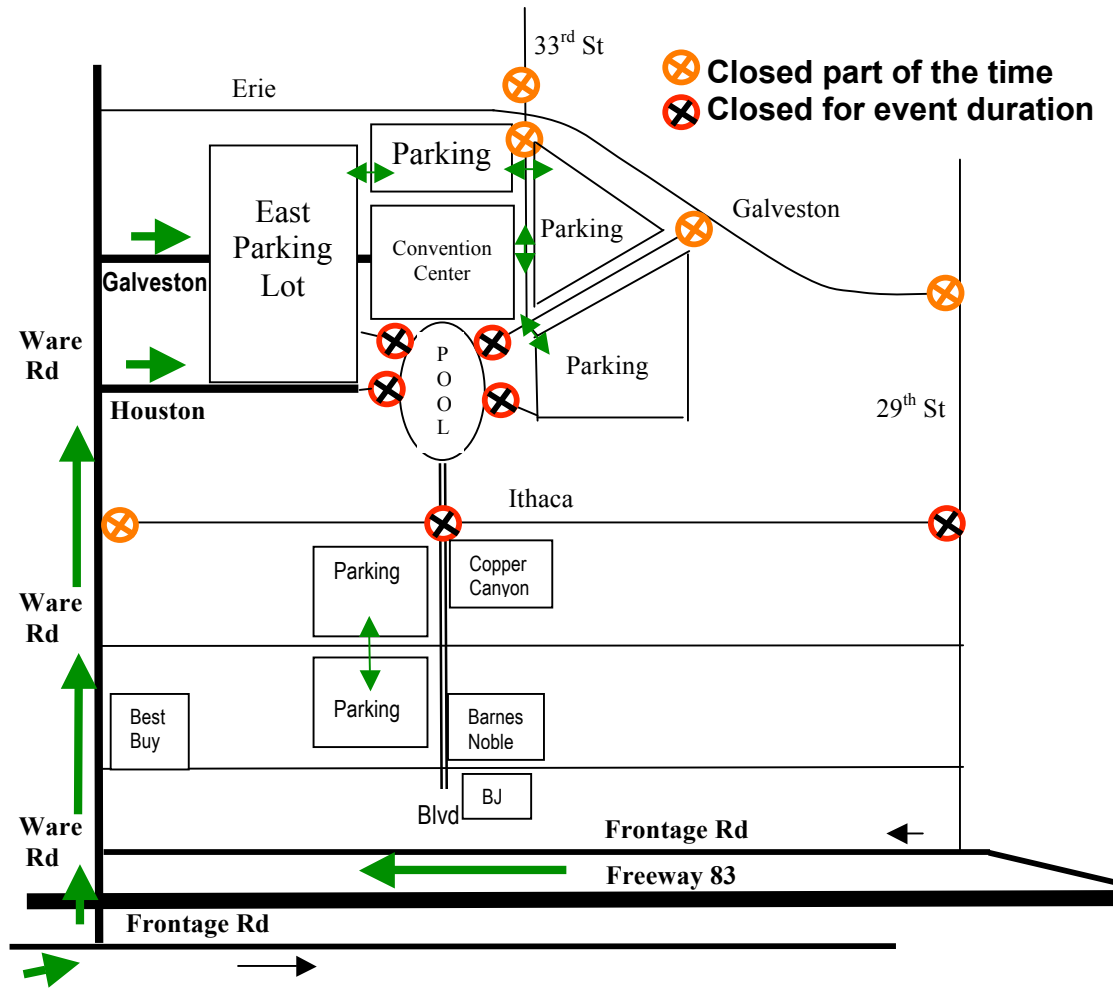 33rd St
Closed part of the time
Closed for event duration
Erie
Parking
East
Parking
Lot
Convention
Center
Parking
Galveston
Galveston
Ware
Rd
P
O
O
L
Parking
Houston
29th St
Ithaca
Parking
Copper
Canyon
Ware
Rd
Best
Buy
Parking
Barnes
Noble
BJ
Blvd
Ware
Rd
Frontage Rd
Freeway 83
Frontage Rd